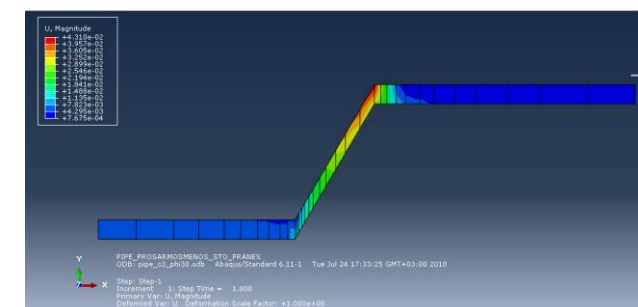 U, Magnitude
+4.310e-02
+3.957e-02
+3.605e-02
+3.252e-02
+2.899e-02
+2.546e-02
+2.194e-02
+1.841e-02
+1.488e-02
+1.135e-02
+7.823e-03
+4.295e-03
+7.675e-04
PIPE_PROSARMOSMENOS_STO_PRANES
ODB: pipe_c3_phi30.odb Abaqus/Standard 6.11-1 Tue Jul 24 17:33:25 GMT+03:00 2018
Y
X
Step: Step-1
Increment 1: Step Time = 1.000
Primary Var: U, Magnitude
Deformed Var: U Deformation Scale Factor: +1.000e+00